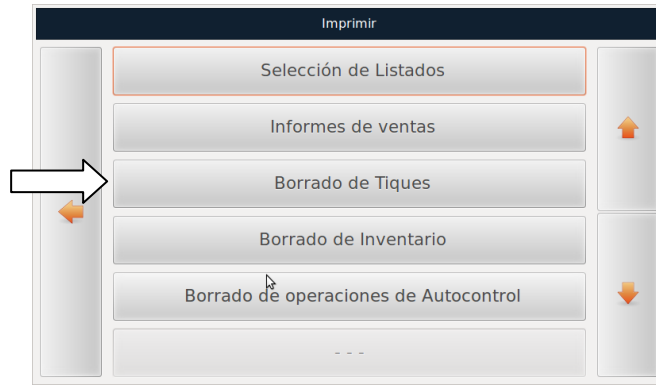 Imprimir
Selección de Listados
Informes de ventas
Borrado de Tiques
Borrado de Inventario
Borrado de operaciones de Autocontrol
- - -